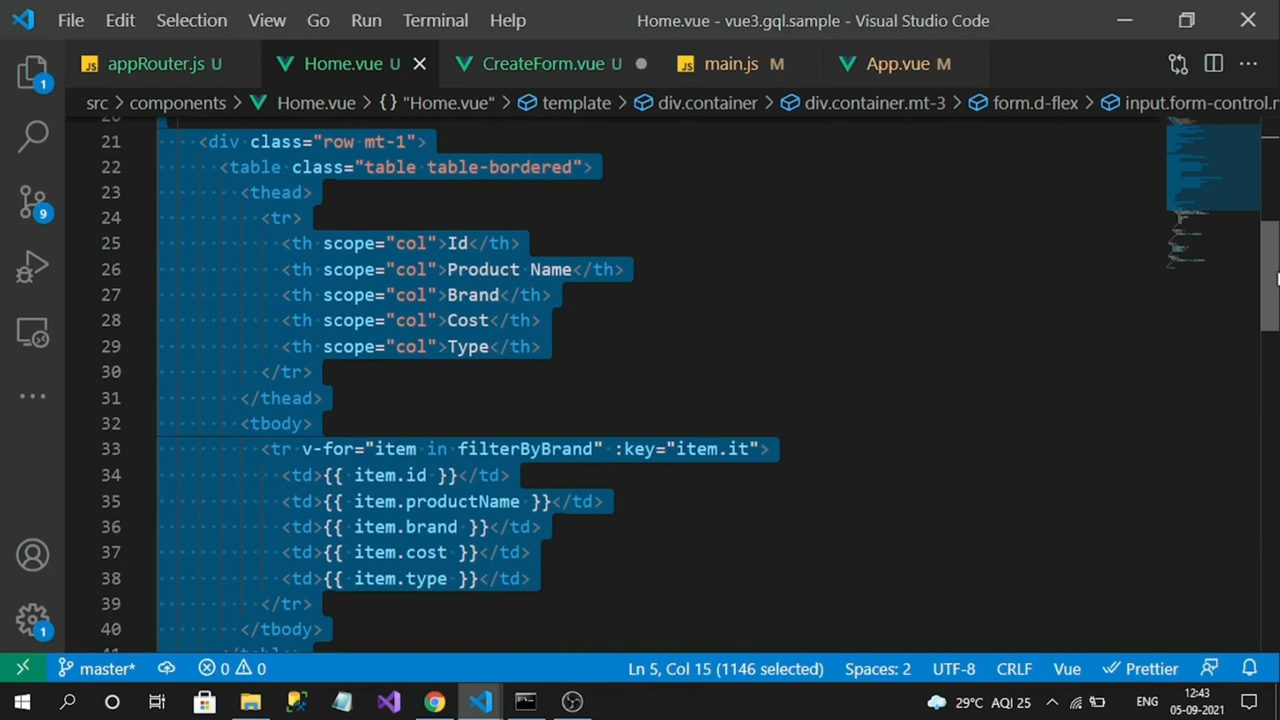 File Edit Selection View Go Run Terminal Help Home.vue - vue3.gql.sample - Visual Studio Code
JS appRouter.js U Home.vue U CreateForm.vue U JS main.js M App.vue M
src > components > Home.vue > {} "Home.vue" > template > div.container > div.container.mt-3 > form.d-flex > input.form-control.m
20
21 <div class="row mt-1">
22 <table class="table table-bordered">
23 <thead>
24 <tr>
25 <th scope="col">Id</th>
26 <th scope="col">Product Name</th>
27 <th scope="col">Brand</th>
28 <th scope="col">Cost</th>
29 <th scope="col">Type</th>
30 </tr>
31 </thead>
32 <tbody>
33 <tr v-for="item in filterByBrand" :key="item.it">
34 <td>{{ item.id }}</td>
35 <td>{{ item.productName }}</td>
36 <td>{{ item.brand }}</td>
37 <td>{{ item.cost }}</td>
38 <td>{{ item.type }}</td>
39 </tr>
40 </tbody>
41 </table>
1
9
1
master* 0 0 Ln 5, Col 15 (1146 selected) Spaces: 2 UTF-8 CRLF Vue Prettier
29°C AQI 25 ENG 12:43
05-09-2021